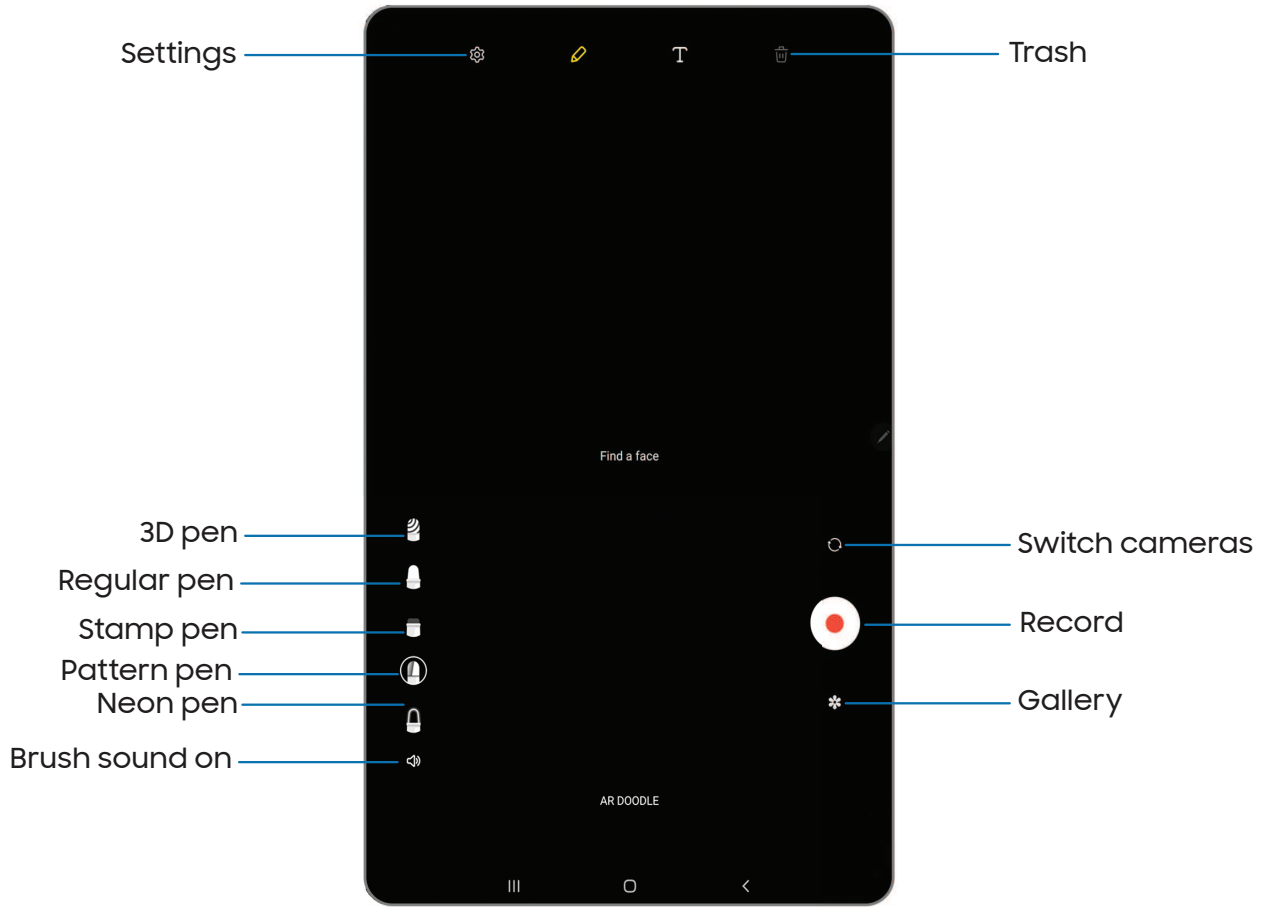 Settings
Trash
T
Find a face
3D pen
Switch cameras
Regular pen
Record
Stamp pen
Pattern pen
Neon pen
Gallery
Brush sound on
AR DOODLE